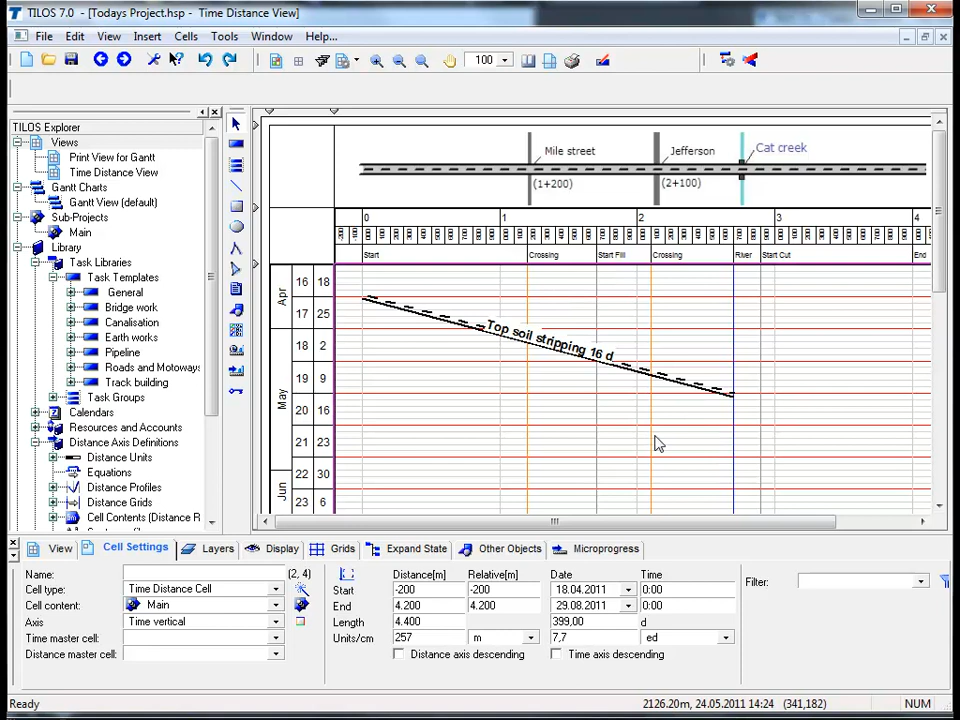 TILOS 7.0 - [Todays Project.hsp - Time Distance View]
File Edit View Insert Cells Tools Window Help...
100
TILOS Explorer
Views
Print View for Gantt
Time Distance View
Gantt Charts
Gantt View (default)
Sub-Projects
Main
Library
Task Libraries
Task Templates
General
Bridge work
Canalisation
Earth works
Pipeline
Roads and Motoways
Track building
Task Groups
Calendars
Resources and Accounts
Distance Axis Definitions
Distance Units
Equations
Distance Profiles
Distance Grids
Cell Contents (Distance R
Mile street Jefferson Cat creek
(1+200) (2+100)
0 1 2 3 4
Start Crossing Start Fill Crossing River Start Cut End
Apr 16 18
17 25
18 2
May 19 9
20 16
21 23
22 30
Jun 23 6
Top soil stripping 16 d
View Cell Settings Layers Display Grids Expand State Other Objects Microprogress
Name: (2, 4) Distance[m] Relative[m] Date Time Filter:
Cell type: Time Distance Cell Start -200 -200 18.04.2011 0:00
Cell content: Main End 4.200 4.200 29.08.2011 0:00
Axis Time vertical Length 4.400 399,00 d
Time master cell: Units/cm 257 m 7,7 ed
Distance master cell: Distance axis descending Time axis descending
Ready 2126.20m, 24.05.2011 14:24 (341,182) NUM